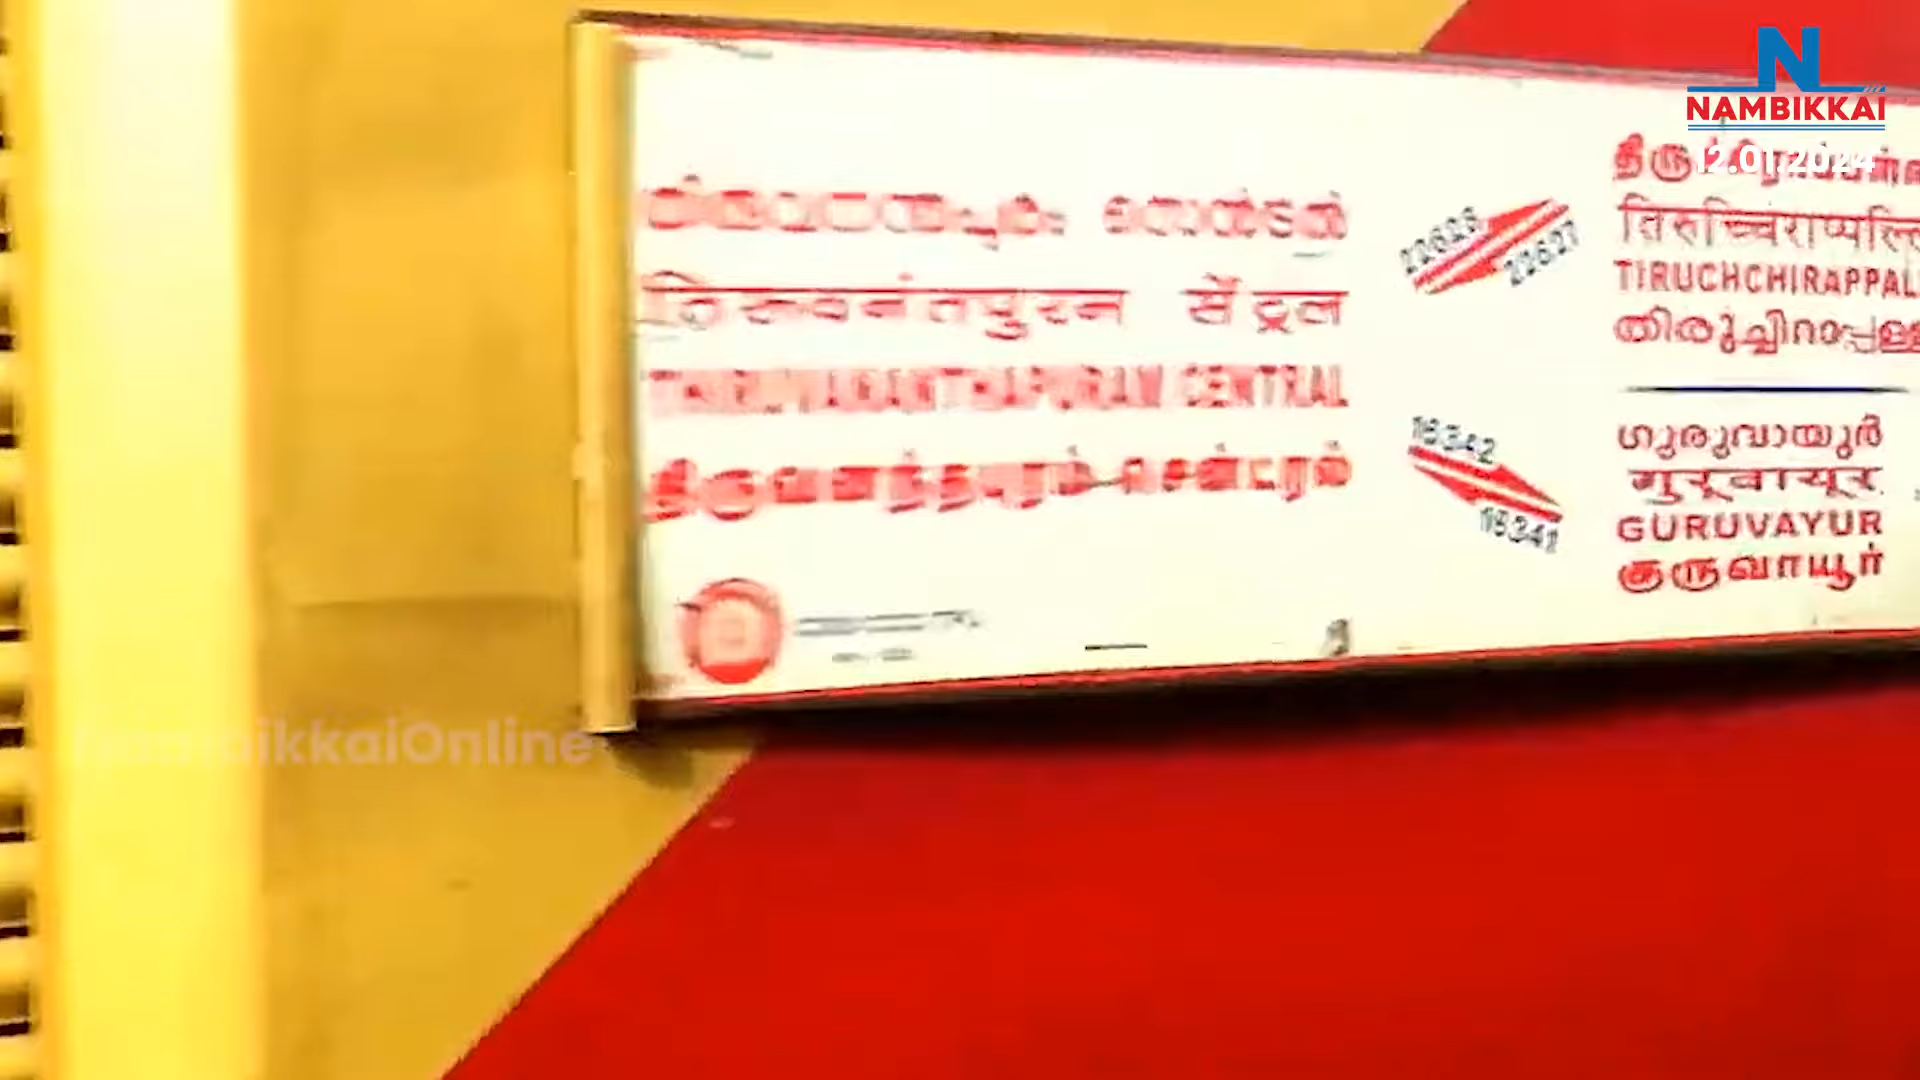 തിരുവനന്തപുരം സെൻട്രൽ
तिरुवनंतपुरम सेंट्रल
THIRUVANANTHAPURAM CENTRAL
திருவனந்தபுரம் சென்ட்ரல்
22628
22627
16342
16341
திருச்சிராப்பள்
तिरुच्चिराप्पल्लि
TIRUCHCHIRAPPAL
തിരുച്ചിറാപ്പള്ള
ഗുരുവായൂർ
गुरूवायूर
GURUVAYUR
குருவாயூர்
N
NAMBIKKAI
12.01.2024
NambikkaiOnline